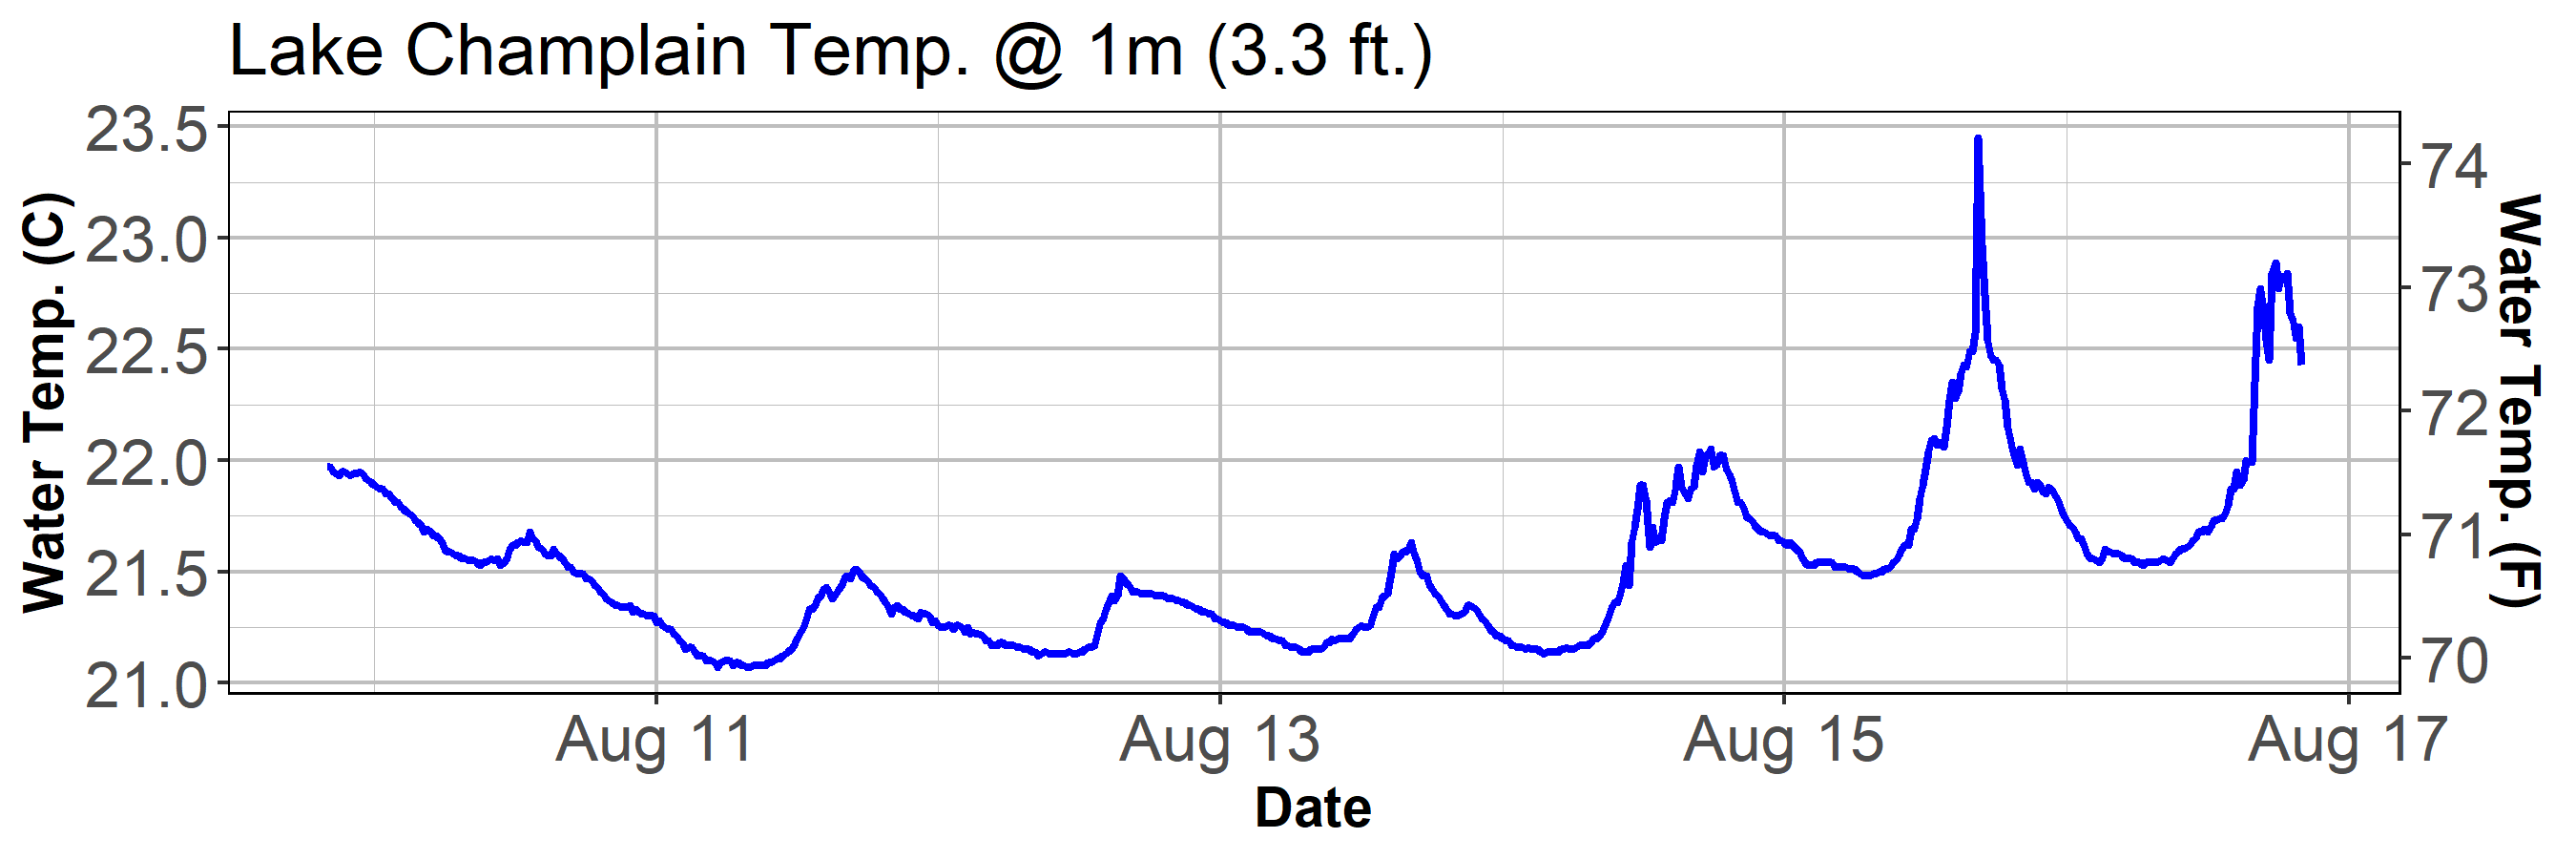 Lake Champlain Temp. @ 1m (3.3 ft.)
Water Temp. (C)
23.5
23.0
22.5
22.0
21.5
21.0
74
73
72
71
70
Water Temp. (F)
Aug 11
Aug 13
Aug 15
Aug 17
Date